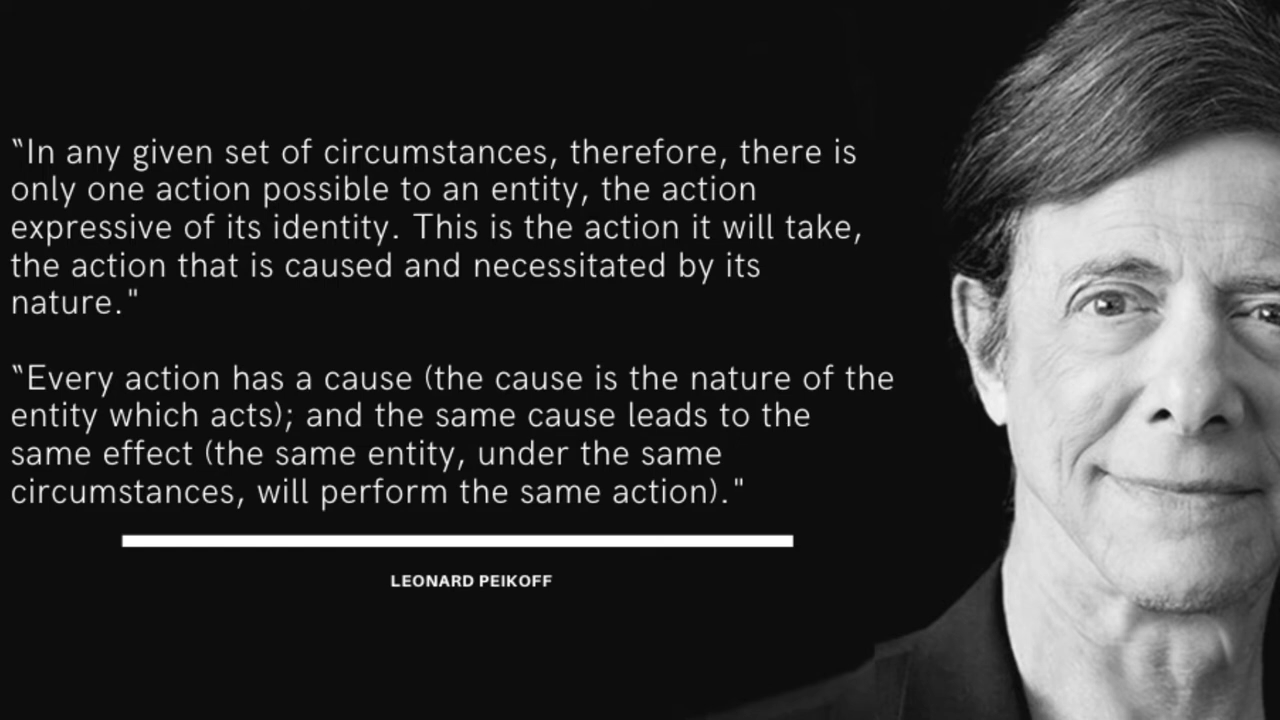 “In any given set of circumstances, therefore, there is
only one action possible to an entity, the action
expressive of its identity. This is the action it will take,
the action that is caused and necessitated by its
nature."
“Every action has a cause (the cause is the nature of the
entity which acts); and the same cause leads to the
same effect (the same entity, under the same
circumstances, will perform the same action)."
LEONARD PEIKOFF